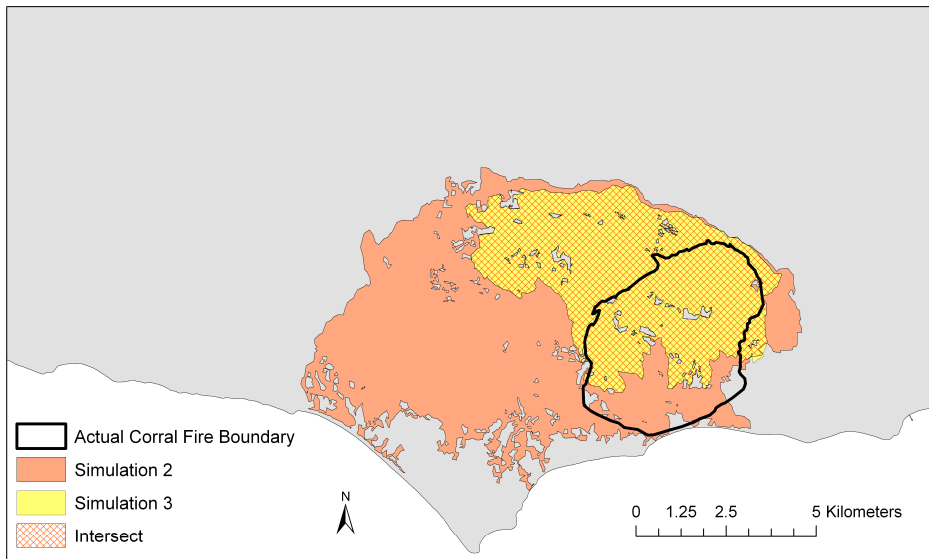 Actual Corral Fire Boundary
Simulation 2
Simulation 3
Intersect
N
0 1.25 2.5 5 Kilometers